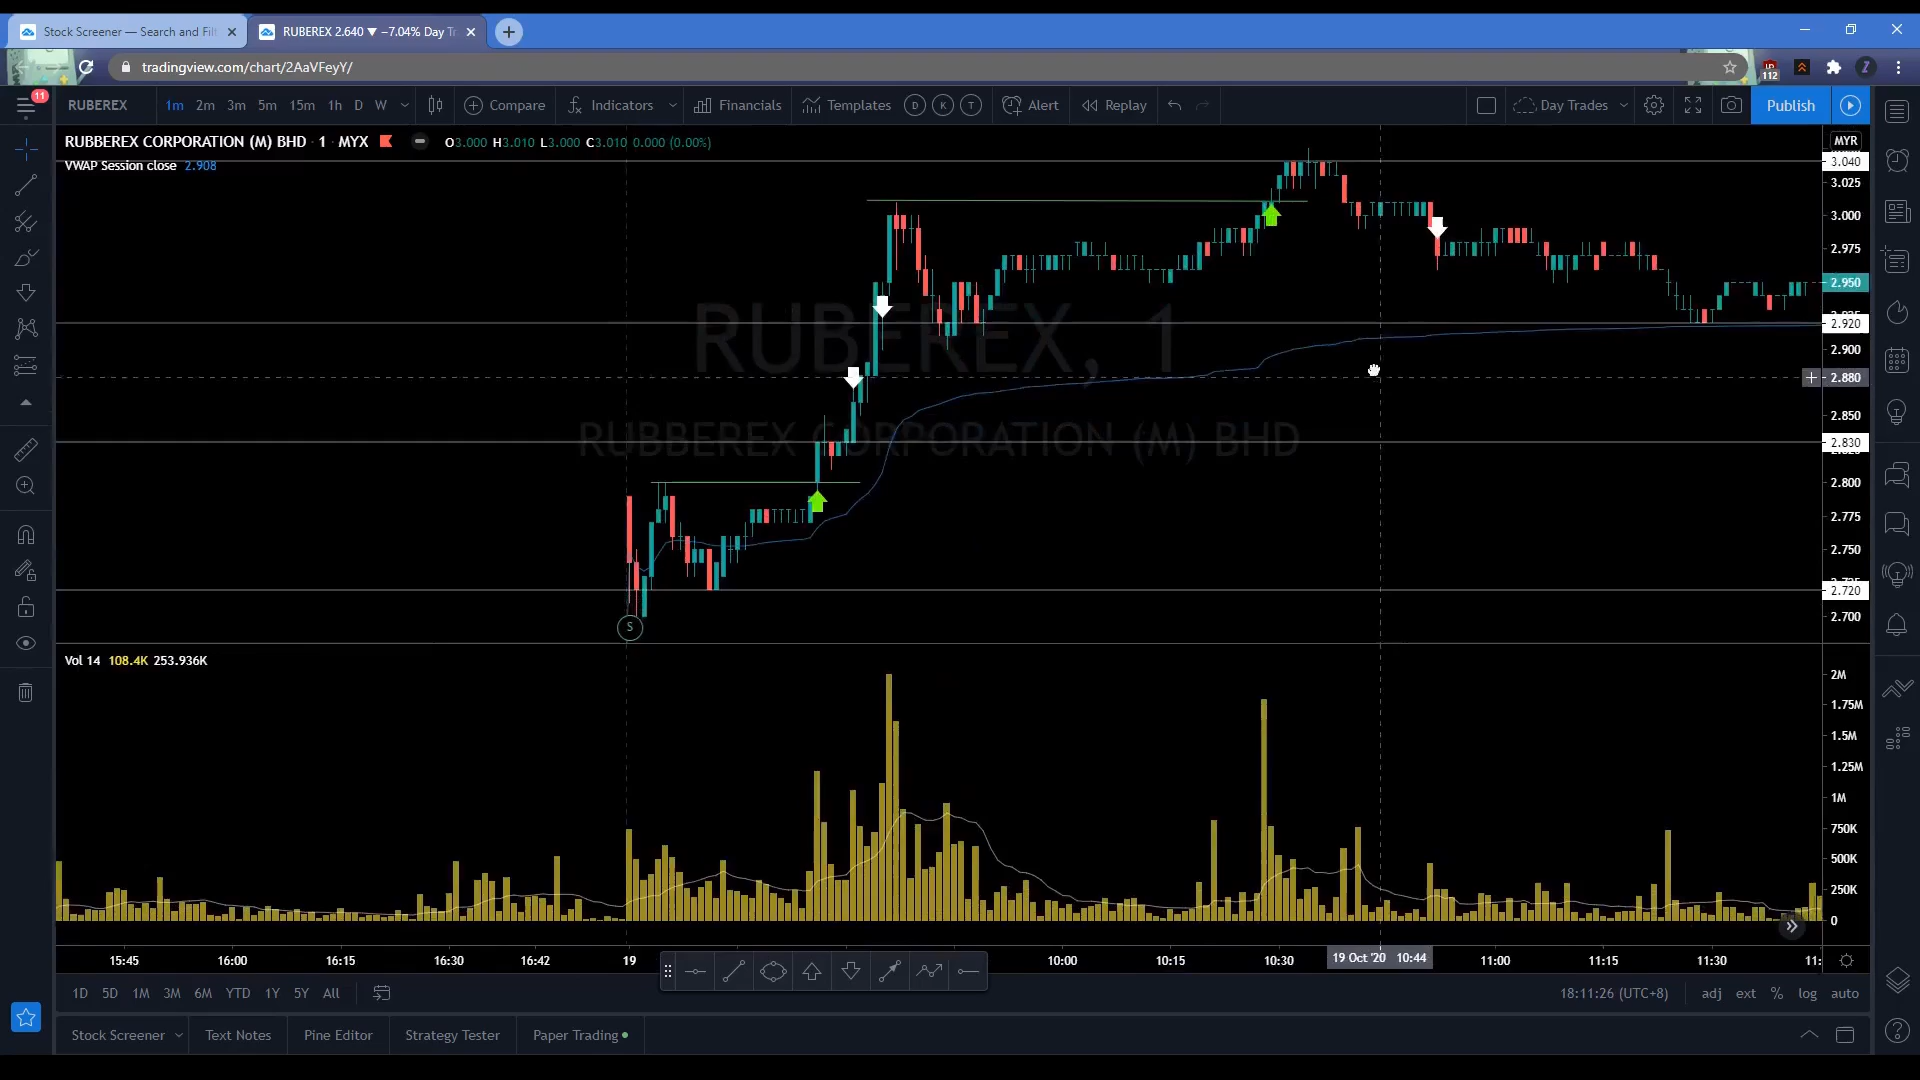 Stock Screener — Search and Filt
RUBEREX 2.640 ▼ −7.04% Day Tr
tradingview.com/chart/2AaVFeyY/
112
11
RUBEREX
1m 2m 3m 5m 15m 1h D W
Compare
Indicators
Financials
Templates
D K T
Alert
Replay
Day Trades
Publish
RUBBEREX CORPORATION (M) BHD · 1 · MYX
O3.000 H3.010 L3.000 C3.010 0.000 (0.00%)
MYR
VWAP Session close 2.908
3.040
3.025
3.000
2.975
2.950
2.920
2.900
2.880
2.850
2.830
2.800
2.775
2.750
2.720
2.700
RUBEREX, 1
RUBBEREX CORPORATION (M) BHD
S
Vol 14 108.4K 253.936K
2M
1.75M
1.5M
1.25M
1M
750K
500K
250K
0
15:45 16:00 16:15 16:30 16:42 19 10:00 10:15 10:30 19 Oct '20 10:44 11:00 11:15 11:30 11:
1D 5D 1M 3M 6M YTD 1Y 5Y All
18:11:26 (UTC+8)
adj ext % log auto
Stock Screener
Text Notes
Pine Editor
Strategy Tester
Paper Trading